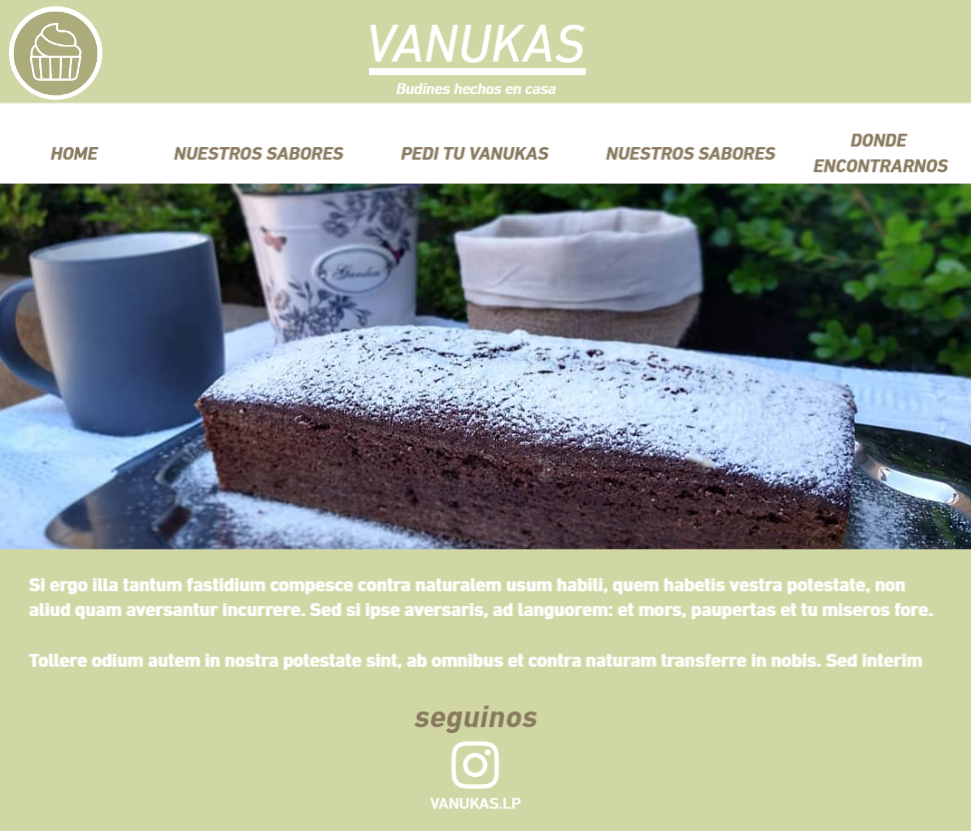 VANUKAS
Budines hechos en casa
HOME
NUESTROS SABORES
PEDI TU VANUKAS
NUESTROS SABORES
DONDE
ENCONTRARNOS
Garden
Si ergo illa tantum fastidium compesce contra naturalem usum habili, quem habetis vestra potestate, non
aliud quam aversantur incurrere. Sed si ipse aversaris, ad languorem: et mors, paupertas et tu miseros fore.
Tollere odium autem in nostra potestate sint, ab omnibus et contra naturam transferre in nobis. Sed interim
seguinos
VANUKAS.LP